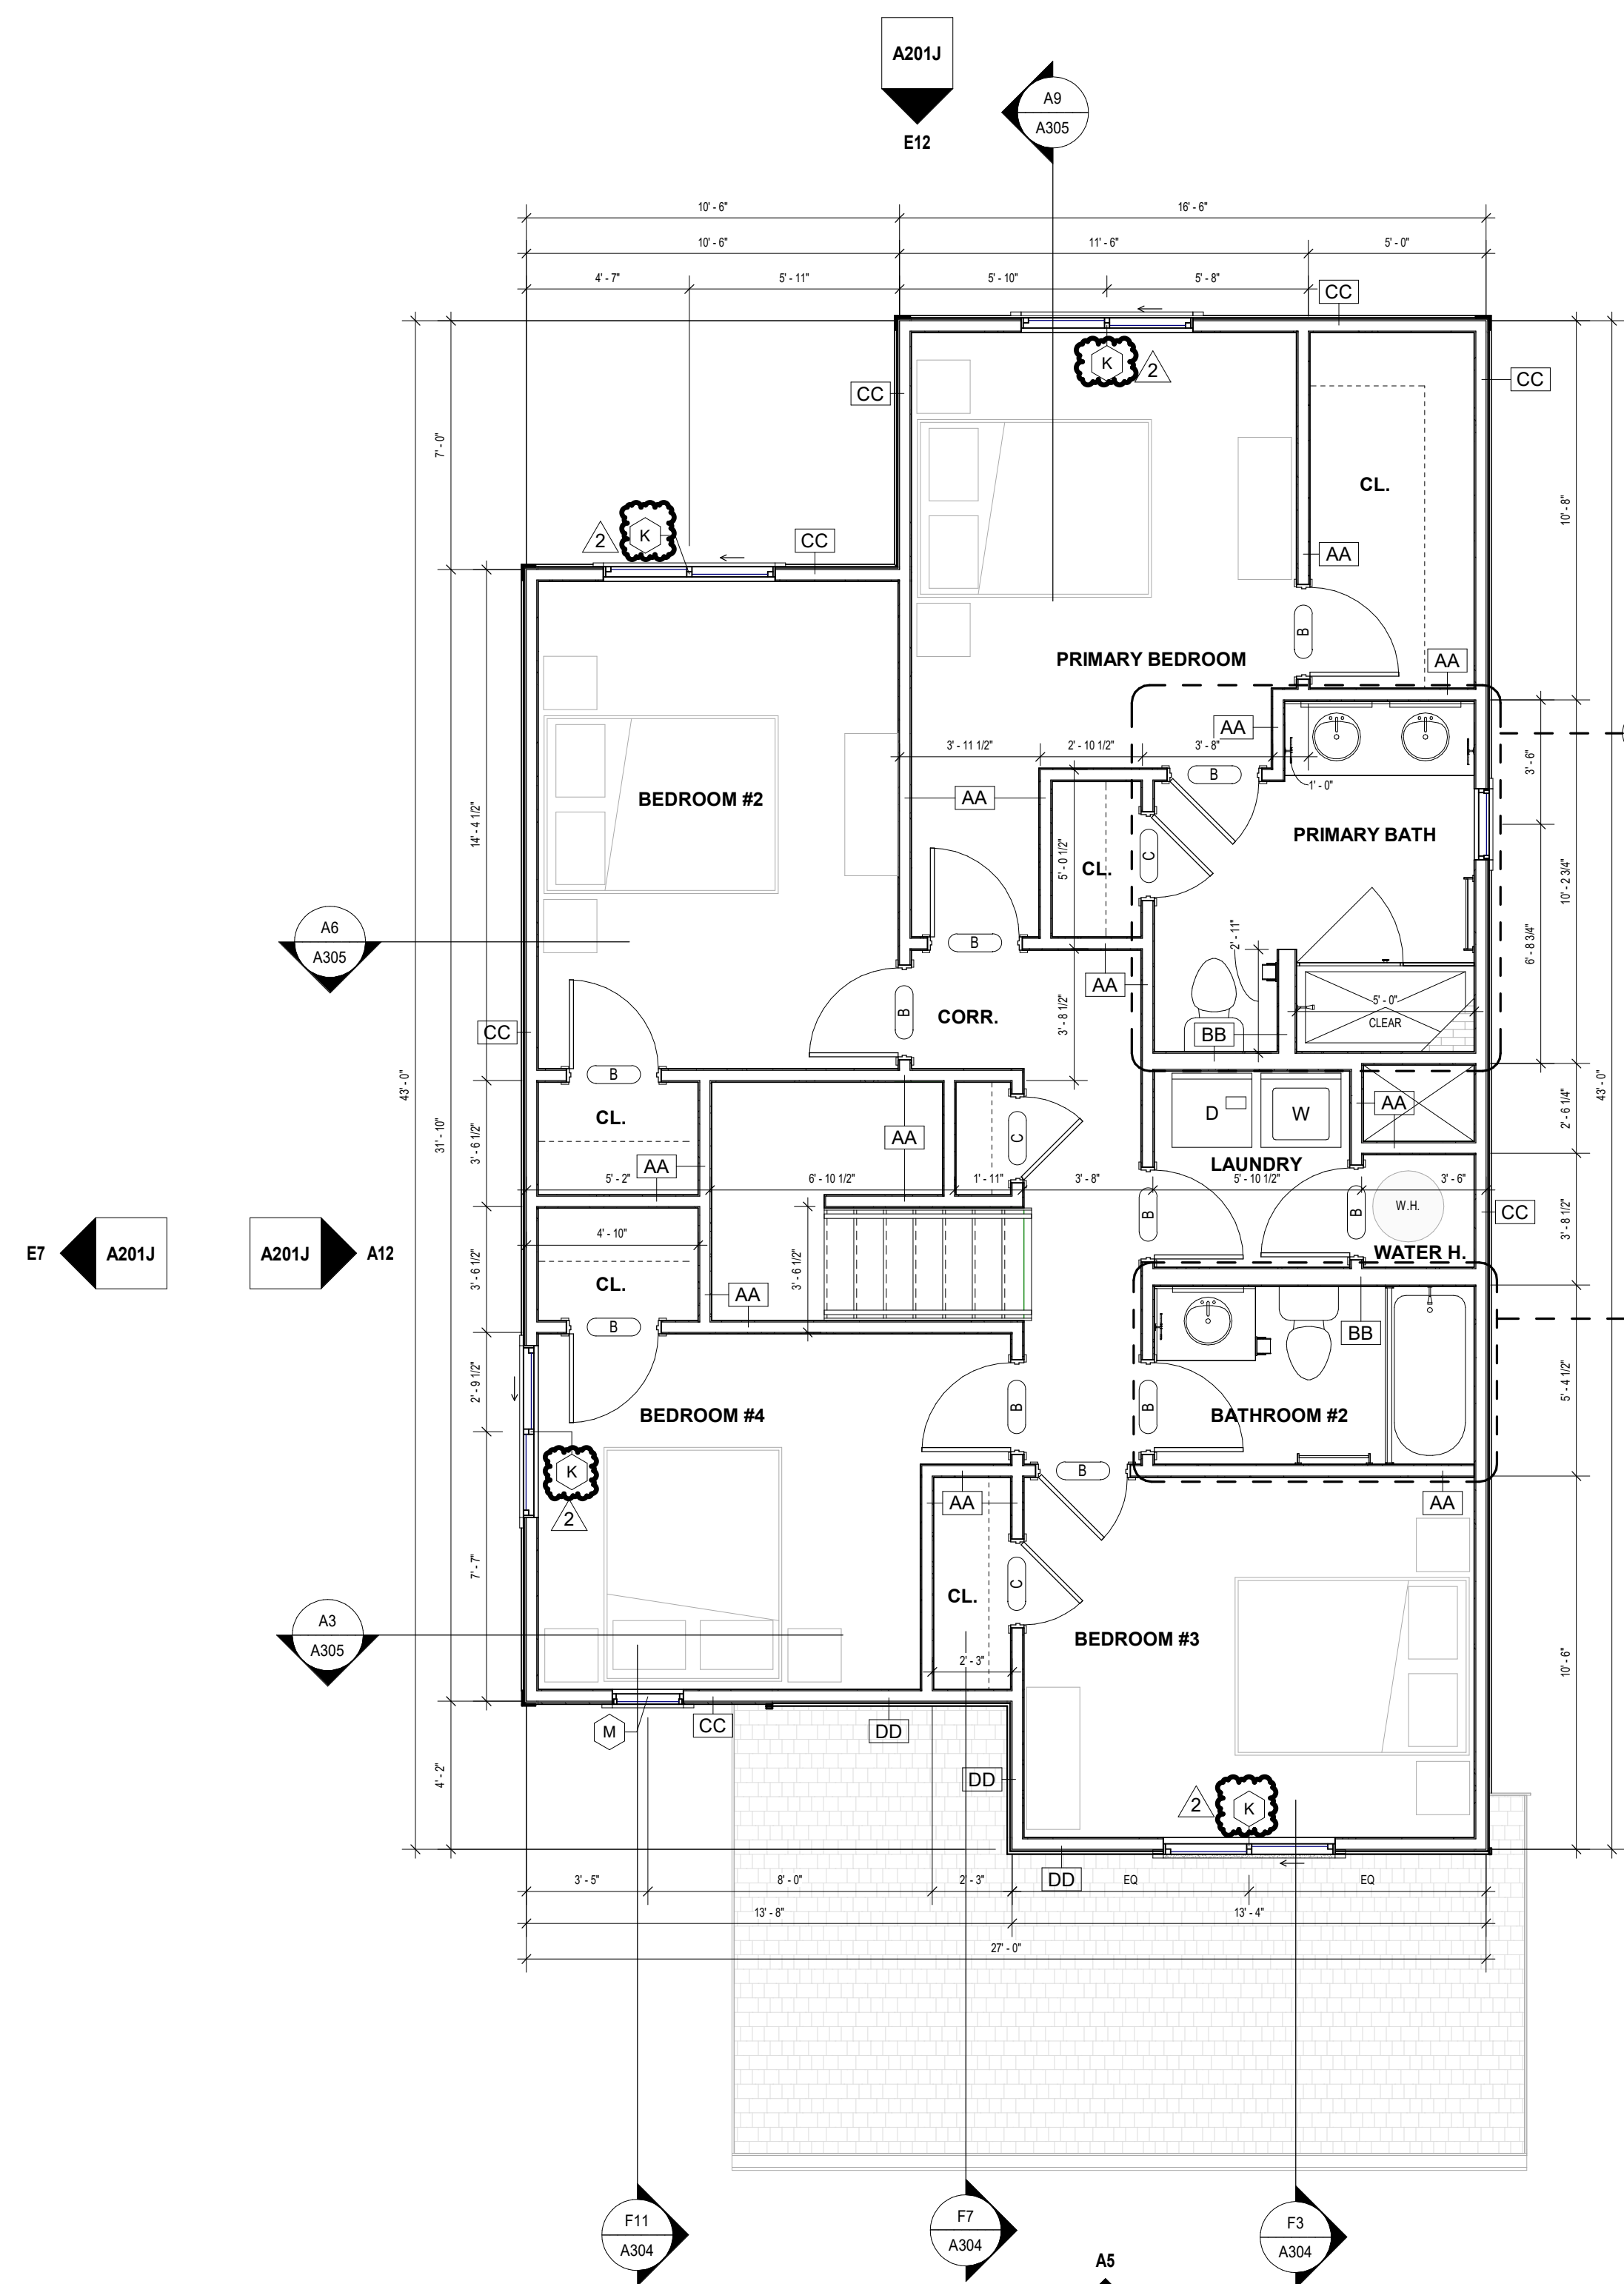 A201J
E12
A9
A305
10' - 6"
16' - 6"
10' - 6"
11' - 6"
5' - 0"
4' - 7"
5' - 11"
5' - 10"
5' - 8"
CC
K
2
CC
CC
7' - 0"
CL.
10' - 8"
K
2
CC
AA
B
PRIMARY BEDROOM
AA
AA
3' - 11 1/2"
2' - 10 1/2"
3' - 8"
3' - 6"
B
1' - 0"
BEDROOM #2
AA
14' - 4 1/2"
PRIMARY BATH
C
CL.
5' - 0 1/2"
10' - 2 3/4"
6' - 8 3/4"
A6
A305
B
2' - 11"
AA
5' - 0"
CLEAR
B
CORR.
3' - 8 1/2"
CC
BB
43' - 0"
31' - 10"
43' - 0"
B
CL.
AA
C
D
W
AA
2' - 6 1/4"
3' - 6 1/2"
AA
LAUNDRY
5' - 2"
6' - 10 1/2"
1' - 11"
3' - 8"
5' - 10 1/2"
3' - 6"
B
B
W.H.
CC
3' - 8 1/2"
4' - 10"
WATER H.
E7
A201J
A201J
A12
3' - 6 1/2"
3' - 6 1/2"
CL.
AA
B
BB
2' - 9 1/2"
5' - 4 1/2"
BEDROOM #4
B
B
BATHROOM #2
K
2
B
AA
AA
7' - 7"
C
CL.
A3
A305
BEDROOM #3
10' - 6"
2' - 3"
M
CC
DD
4' - 2"
DD
2
K
DD
3' - 5"
8' - 0"
2' - 3"
EQ
EQ
13' - 8"
13' - 4"
27' - 0"
F11
A304
F7
A304
F3
A304
A5